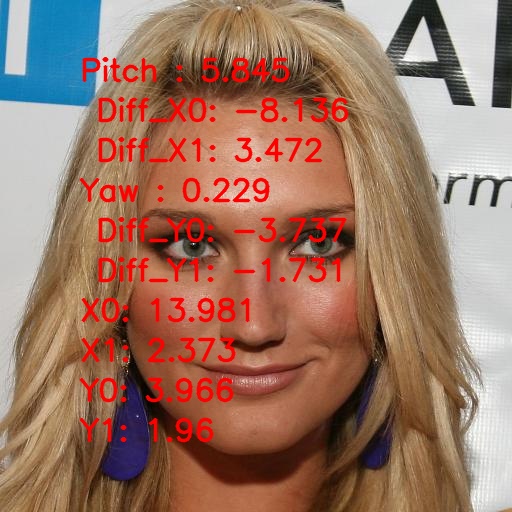 Pitch : 5.845
Diff_X0: -8.136
Diff_X1: 3.472
Yaw : 0.229
Diff_Y0: -3.737
Diff_Y1: -1.731
X0: 13.981
X1: 2.373
Y0: 3.966
Y1: 1.96